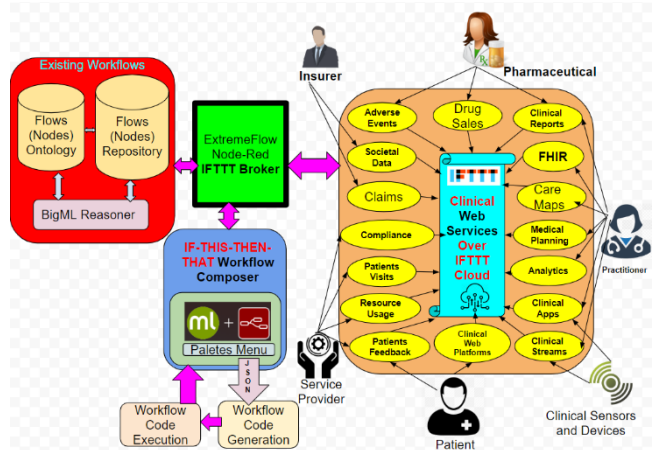 Existing Workflows
Flows
(Nodes)
Ontology
Flows
(Nodes)
Repository
BigML Reasoner
ExtremeFlow
Node-Red
IFTTT Broker
IF-THIS-THEN-
THAT Workflow
Composer
ml + 
Paletes Menu
JSON
Workflow
Code
Execution
Workflow
Code
Generation
Insurer
Rx
Pharmaceutical
Adverse
Events
Drug
Sales
Clinical
Reports
Societal
Data
FHIR
Claims
Care
Maps
Compliance
Medical
Planning
Patients
Visits
Analytics
Resource
Usage
Clinical
Apps
Patients
Feedback
Clinical
Web
Platforms
Clinical
Streams
IFTTT
Clinical
Web
Services
Over
IFTTT
Cloud
Practitioner
Service
Provider
Patient
Clinical Sensors
and Devices